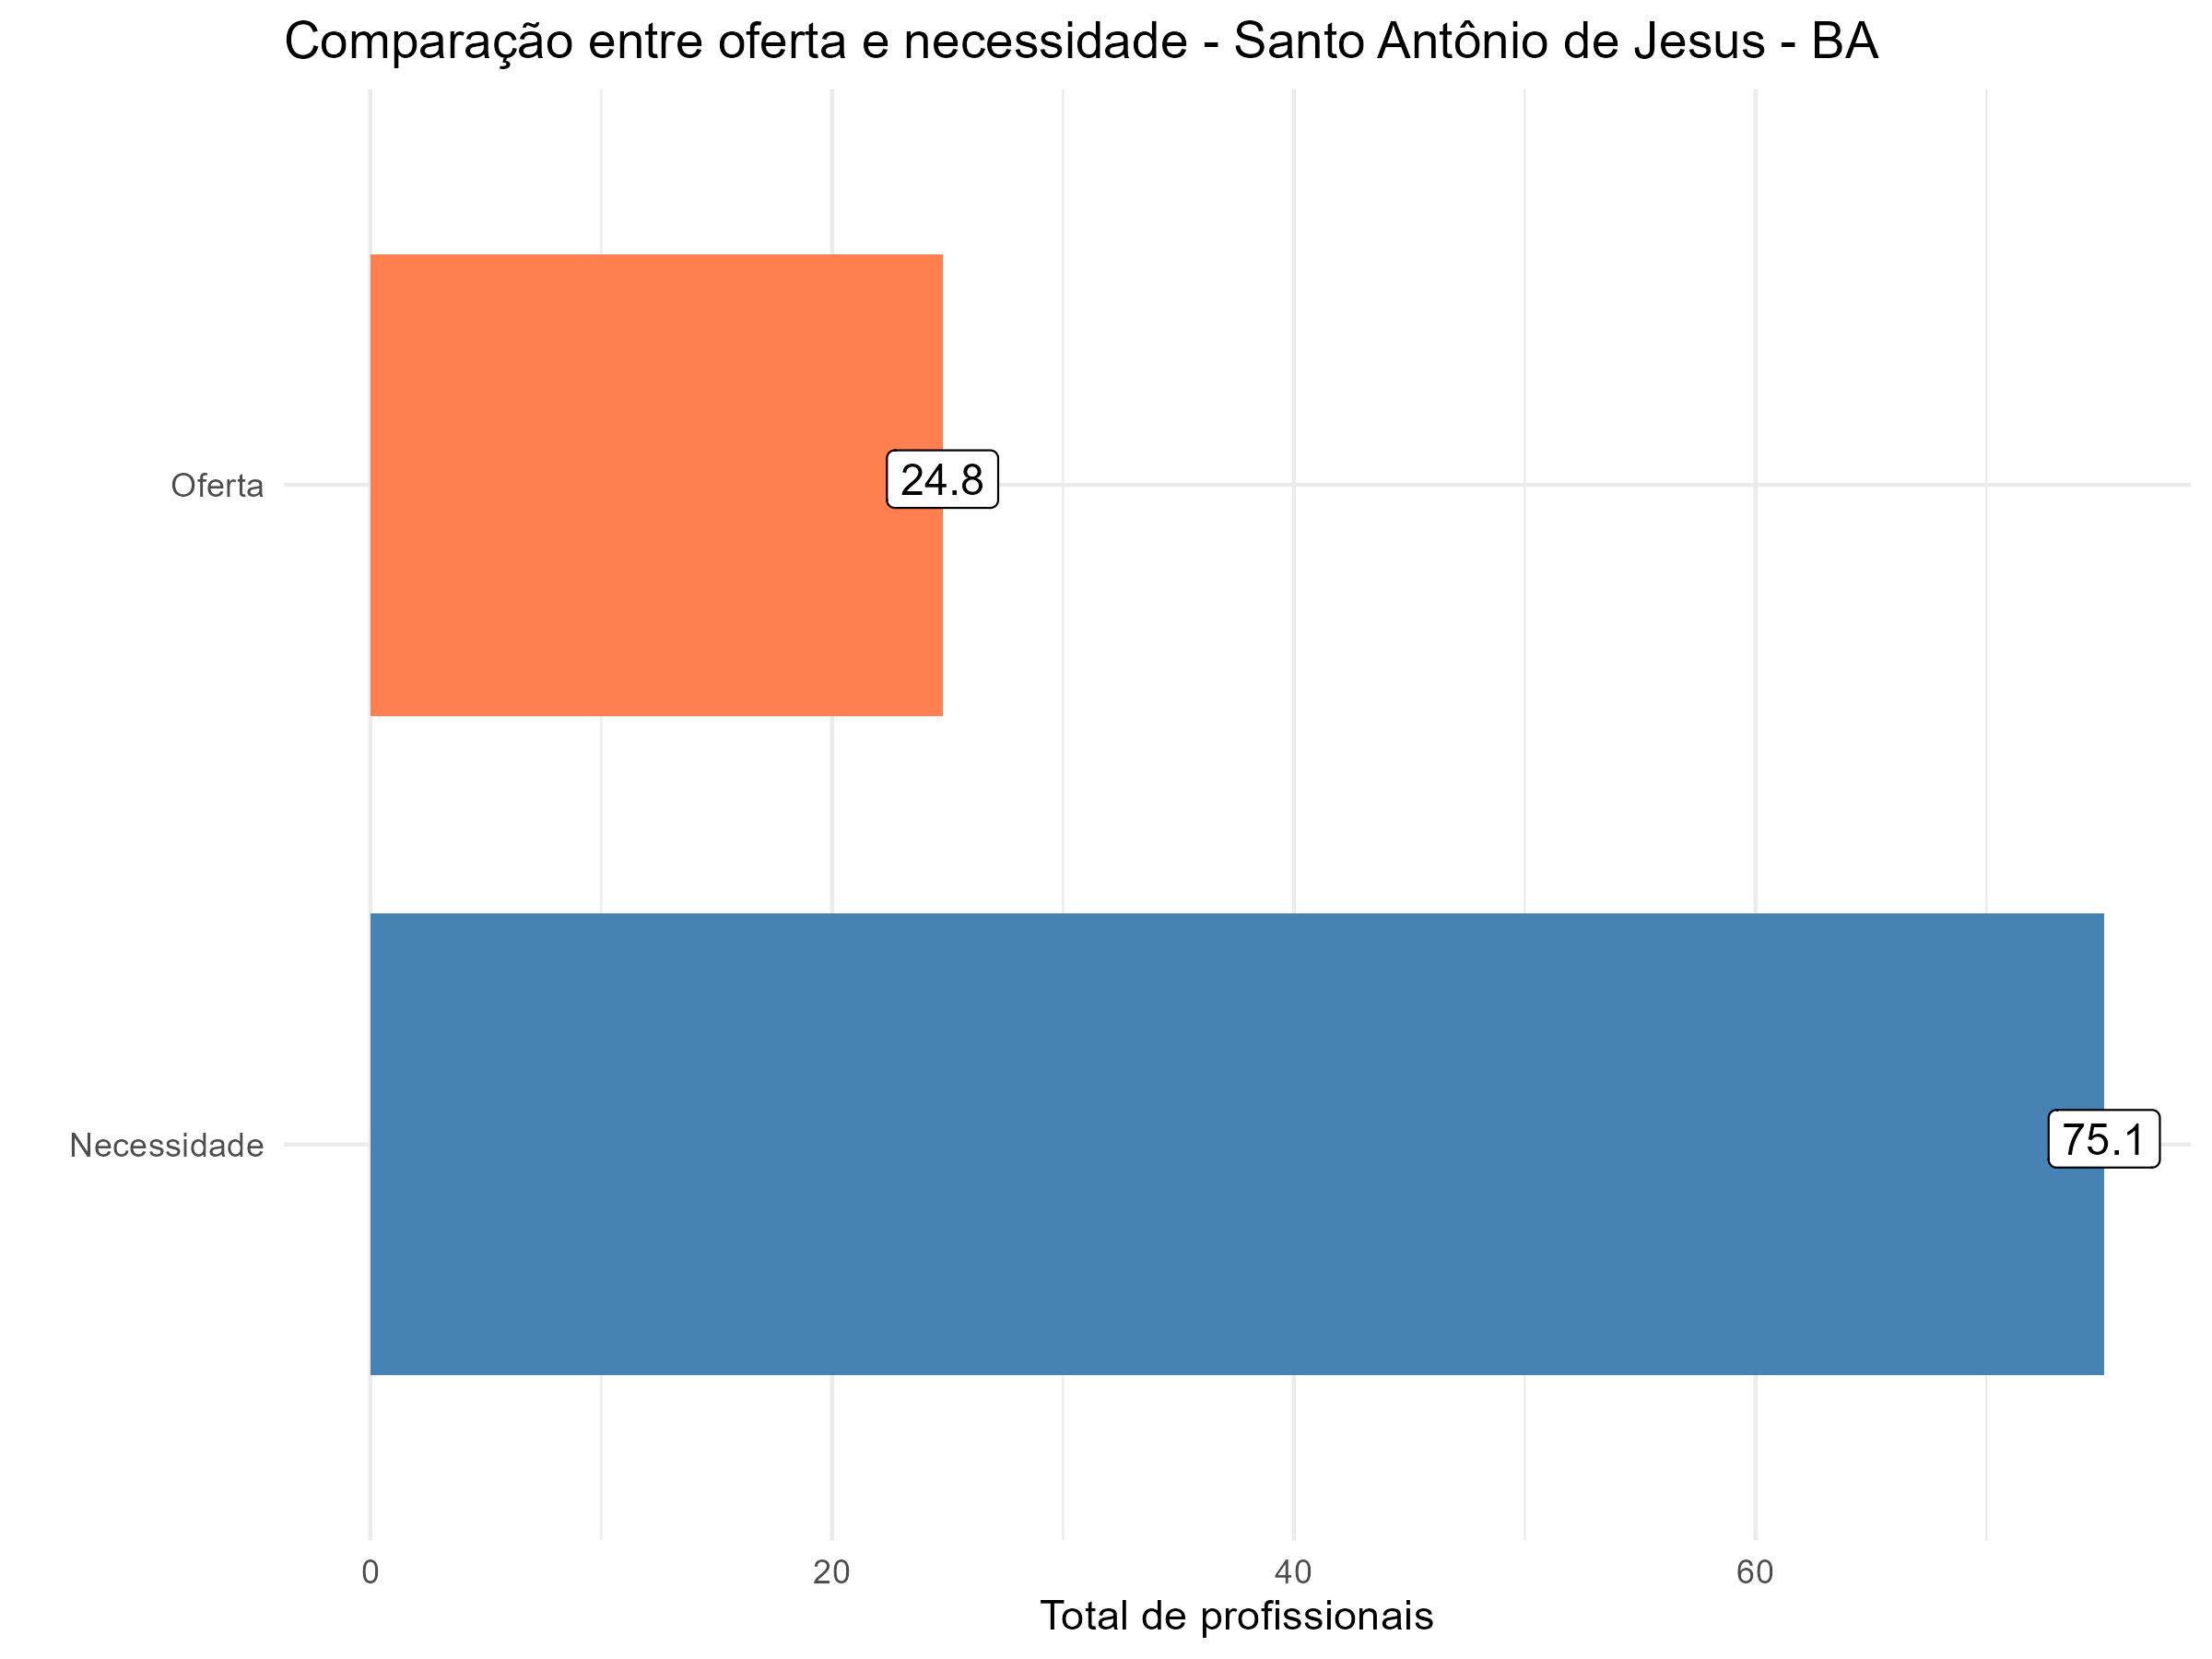 Comparação entre oferta e necessidade - Santo Antônio de Jesus - BA
Oferta
24.8
Necessidade
75.1
0 20 40 60
Total de profissionais